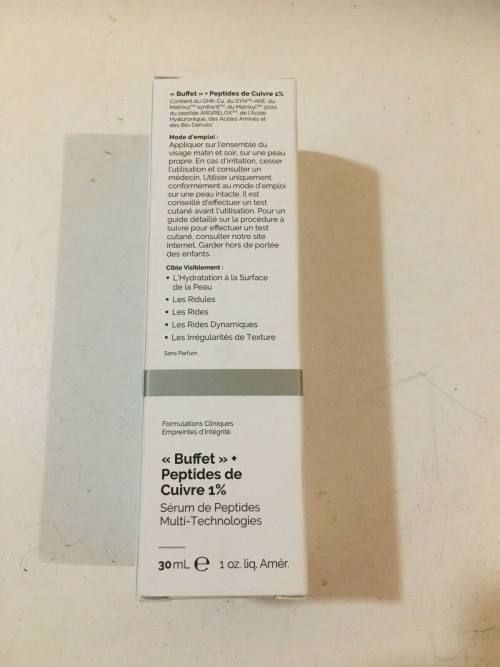 « Buffet » + Peptides de Cuivre 1%
Contient du GHK-Cu, du SYN™-AKE, du
Matrixyl™ synthe'6™, du Matrixyl™ 3000,
du peptide ARGIRELOX™, de l'Acide
Hyaluronique, des Acides Aminés et
des Bio-Dérivés*
Mode d'emploi :
Appliquer sur l'ensemble du
visage matin et soir, sur une peau
propre. En cas d'irritation, cesser
l'utilisation et consulter un
médecin. Utiliser uniquement
conformément au mode d'emploi
sur une peau intacte. Il est
conseillé d'effectuer un test
cutané avant l'utilisation. Pour un
guide détaillé sur la procédure à
suivre pour effectuer un test
cutané, consulter notre site
Internet. Garder hors de portée
des enfants.
Cible Visiblement :
▪ L'Hydratation à la Surface
de la Peau
▪ Les Ridules
▪ Les Rides
▪ Les Rides Dynamiques
▪ Les Irrégularités de Texture
Sans Parfum.
Formulations Cliniques
Empreintes d'Intégrité.
« Buffet » +
Peptides de
Cuivre 1%
Sérum de Peptides
Multi-Technologies
30 mL ℮ 1 oz. liq. Amér.